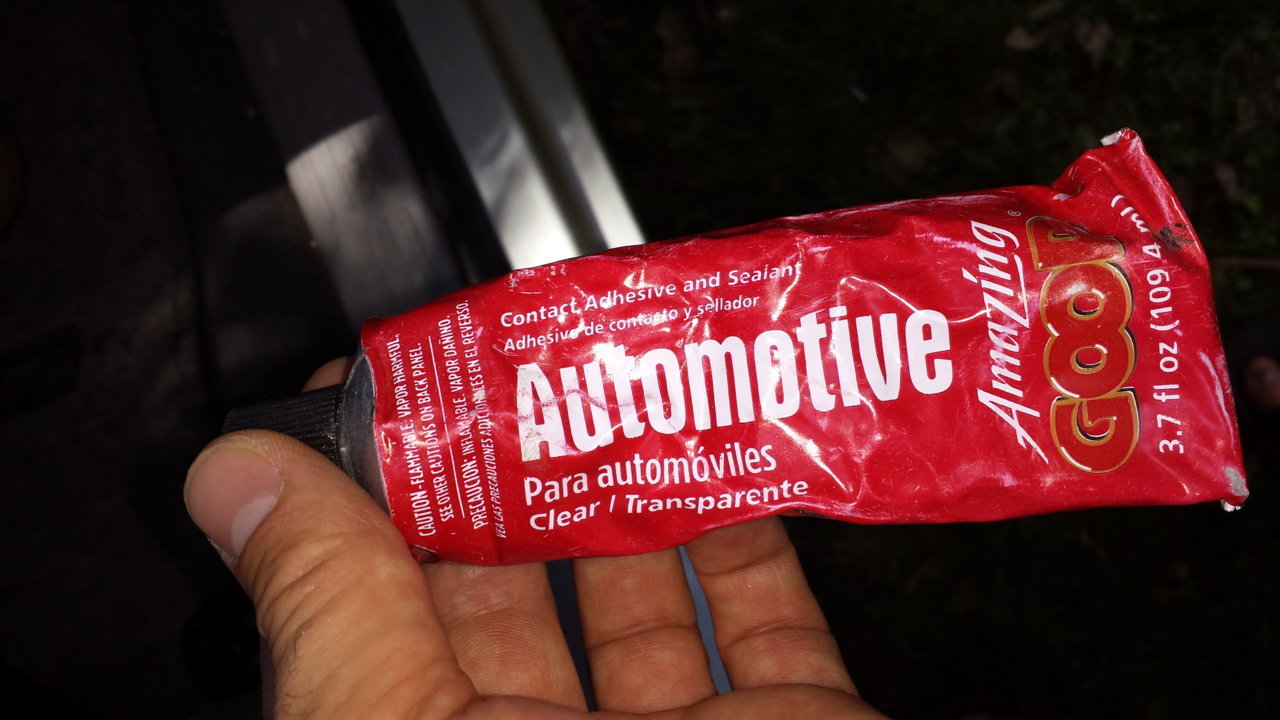 Contact Adhesive and Sealant
Adhesivo de contacto y sellador
Automotive
Para automóviles
Clear / Transparente
CAUTION-FLAMMABLE. VAPOR HARMFUL.
SEE OTHER CAUTIONS ON BACK PANEL.
PRECAUCION: INFLAMABLE. VAPOR DAÑINO.
VEA LAS PRECAUCIONES ADICIONALES EN EL REVERSO.
Amazing ®
GOOP
3.7 fl oz (109.4 ml)